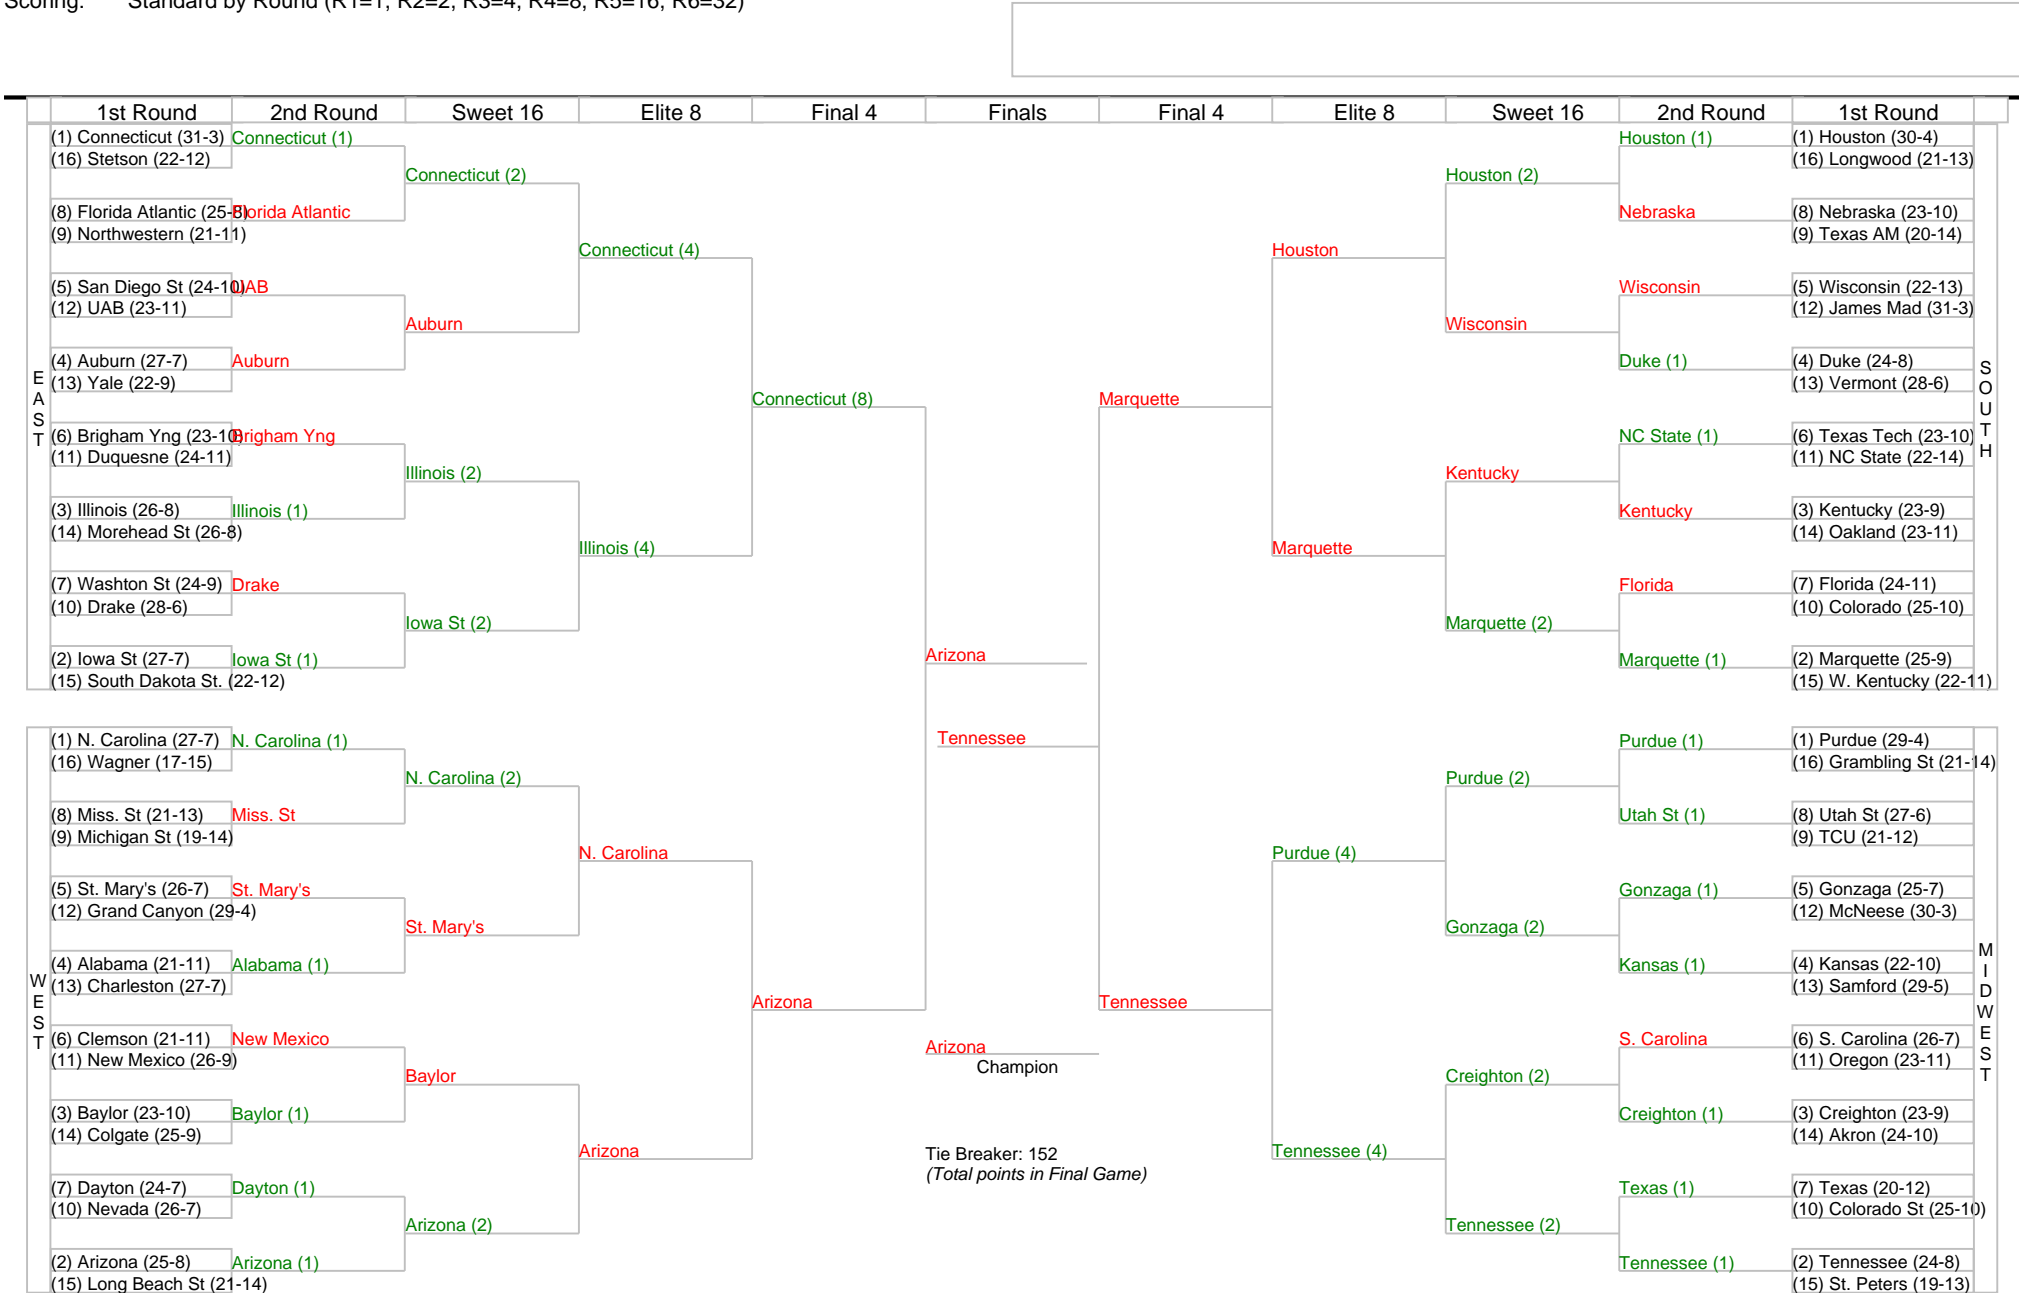 Scoring: Standard by Round (R1=1, R2=2, R3=4, R4=8, R5=16, R6=32)
1st Round 2nd Round Sweet 16 Elite 8 Final 4 Finals Final 4 Elite 8 Sweet 16 2nd Round 1st Round
EAST
(1) Connecticut (31-3)
(16) Stetson (22-12)
(8) Florida Atlantic (25-8)
(9) Northwestern (21-11)
(5) San Diego St (24-10)
(12) UAB (23-11)
(4) Auburn (27-7)
(13) Yale (22-9)
(6) Brigham Yng (23-10)
(11) Duquesne (24-11)
(3) Illinois (26-8)
(14) Morehead St (26-8)
(7) Washton St (24-9)
(10) Drake (28-6)
(2) Iowa St (27-7)
(15) South Dakota St. (22-12)
Connecticut (1)
Florida Atlantic
UAB
Auburn
Brigham Yng
Illinois (1)
Drake
Iowa St (1)
Connecticut (2)
Auburn
Illinois (2)
Iowa St (2)
Connecticut (4)
Illinois (4)
Connecticut (8)
WEST
(1) N. Carolina (27-7)
(16) Wagner (17-15)
(8) Miss. St (21-13)
(9) Michigan St (19-14)
(5) St. Mary's (26-7)
(12) Grand Canyon (29-4)
(4) Alabama (21-11)
(13) Charleston (27-7)
(6) Clemson (21-11)
(11) New Mexico (26-9)
(3) Baylor (23-10)
(14) Colgate (25-9)
(7) Dayton (24-7)
(10) Nevada (26-7)
(2) Arizona (25-8)
(15) Long Beach St (21-14)
N. Carolina (1)
Miss. St
St. Mary's
Alabama (1)
New Mexico
Baylor (1)
Dayton (1)
Arizona (1)
N. Carolina (2)
St. Mary's
Baylor
Arizona (2)
N. Carolina
Arizona
Arizona
Arizona
Tennessee
Arizona
Champion
Tie Breaker: 152
(Total points in Final Game)
Marquette
Houston
Marquette
Houston (2)
Wisconsin
Kentucky
Marquette (2)
Houston (1)
Nebraska
Wisconsin
Duke (1)
NC State (1)
Kentucky
Florida
Marquette (1)
(1) Houston (30-4)
(16) Longwood (21-13)
(8) Nebraska (23-10)
(9) Texas AM (20-14)
(5) Wisconsin (22-13)
(12) James Mad (31-3)
(4) Duke (24-8)
(13) Vermont (28-6)
(6) Texas Tech (23-10)
(11) NC State (22-14)
(3) Kentucky (23-9)
(14) Oakland (23-11)
(7) Florida (24-11)
(10) Colorado (25-10)
(2) Marquette (25-9)
(15) W. Kentucky (22-11)
SOUTH
Tennessee
Purdue (4)
Tennessee (4)
Purdue (2)
Gonzaga (2)
Creighton (2)
Tennessee (2)
Purdue (1)
Utah St (1)
Gonzaga (1)
Kansas (1)
S. Carolina
Creighton (1)
Texas (1)
Tennessee (1)
(1) Purdue (29-4)
(16) Grambling St (21-14)
(8) Utah St (27-6)
(9) TCU (21-12)
(5) Gonzaga (25-7)
(12) McNeese (30-3)
(4) Kansas (22-10)
(13) Samford (29-5)
(6) S. Carolina (26-7)
(11) Oregon (23-11)
(3) Creighton (23-9)
(14) Akron (24-10)
(7) Texas (20-12)
(10) Colorado St (25-10)
(2) Tennessee (24-8)
(15) St. Peters (19-13)
MIDWEST